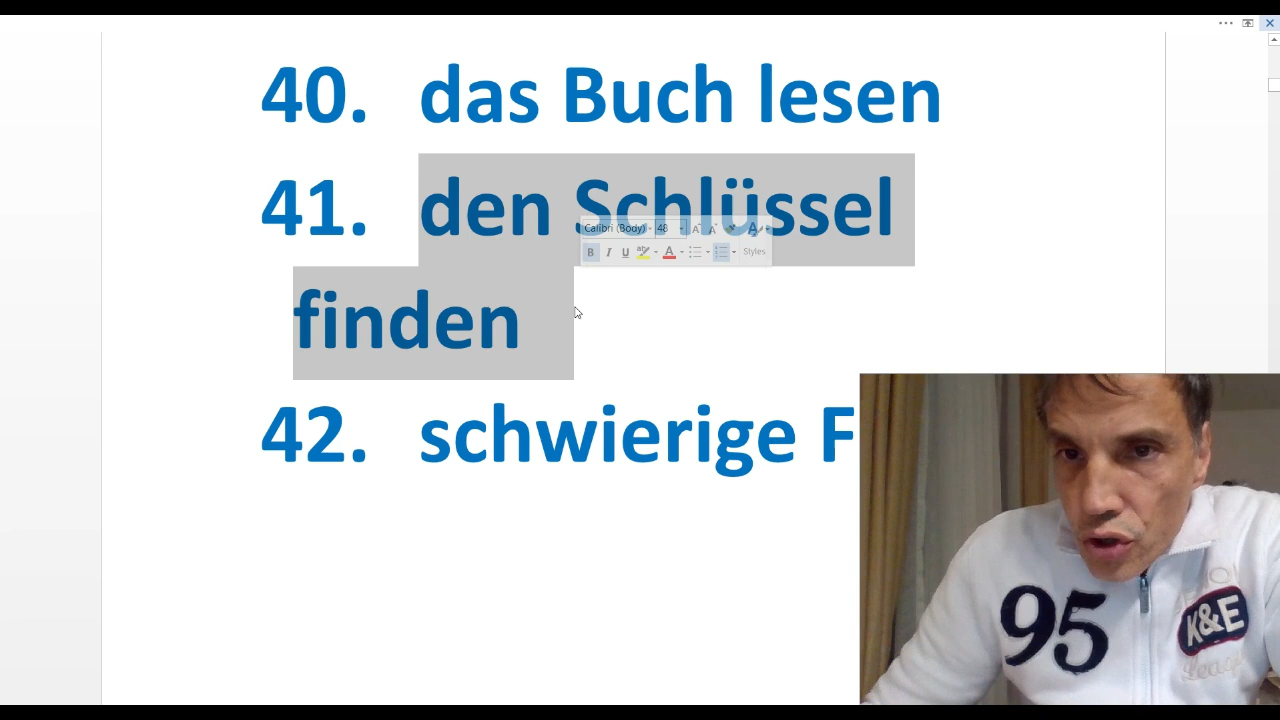 40. das Buch lesen
41. den Schlüssel
Calibri (Body) 48
B I U Styles
finden
42. schwierige F
95
K&E